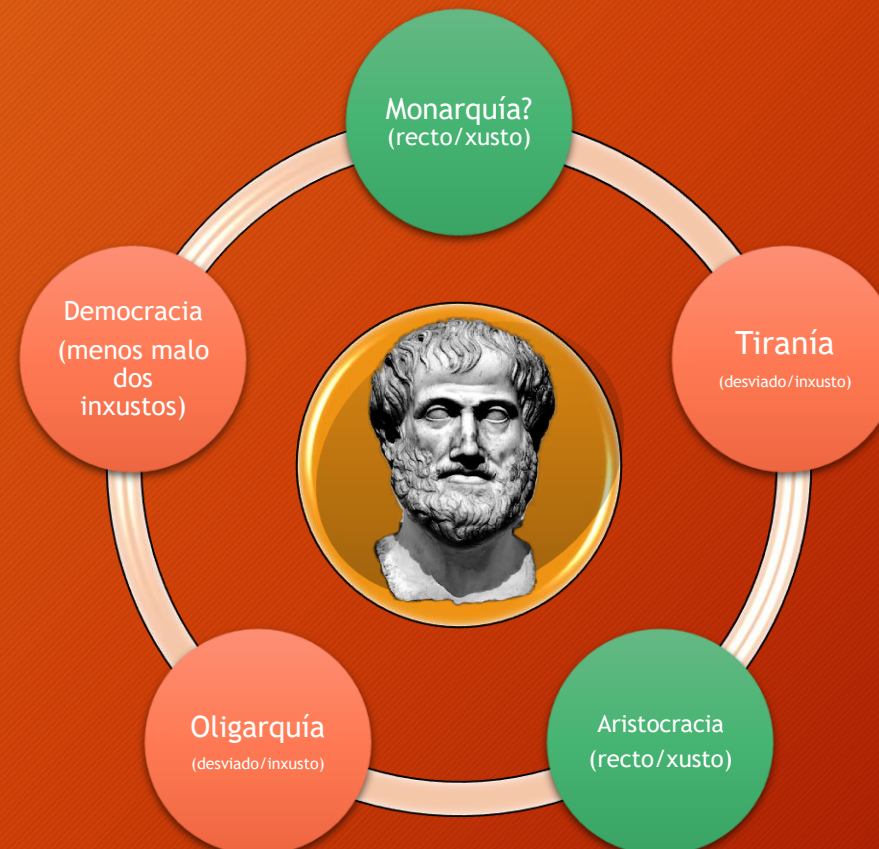 Monarquía?
(recto/xusto)
Tiranía
(desviado/inxusto)
Aristocracia
(recto/xusto)
Oligarquía
(desviado/inxusto)
Democracia
(menos malo
dos
inxustos)